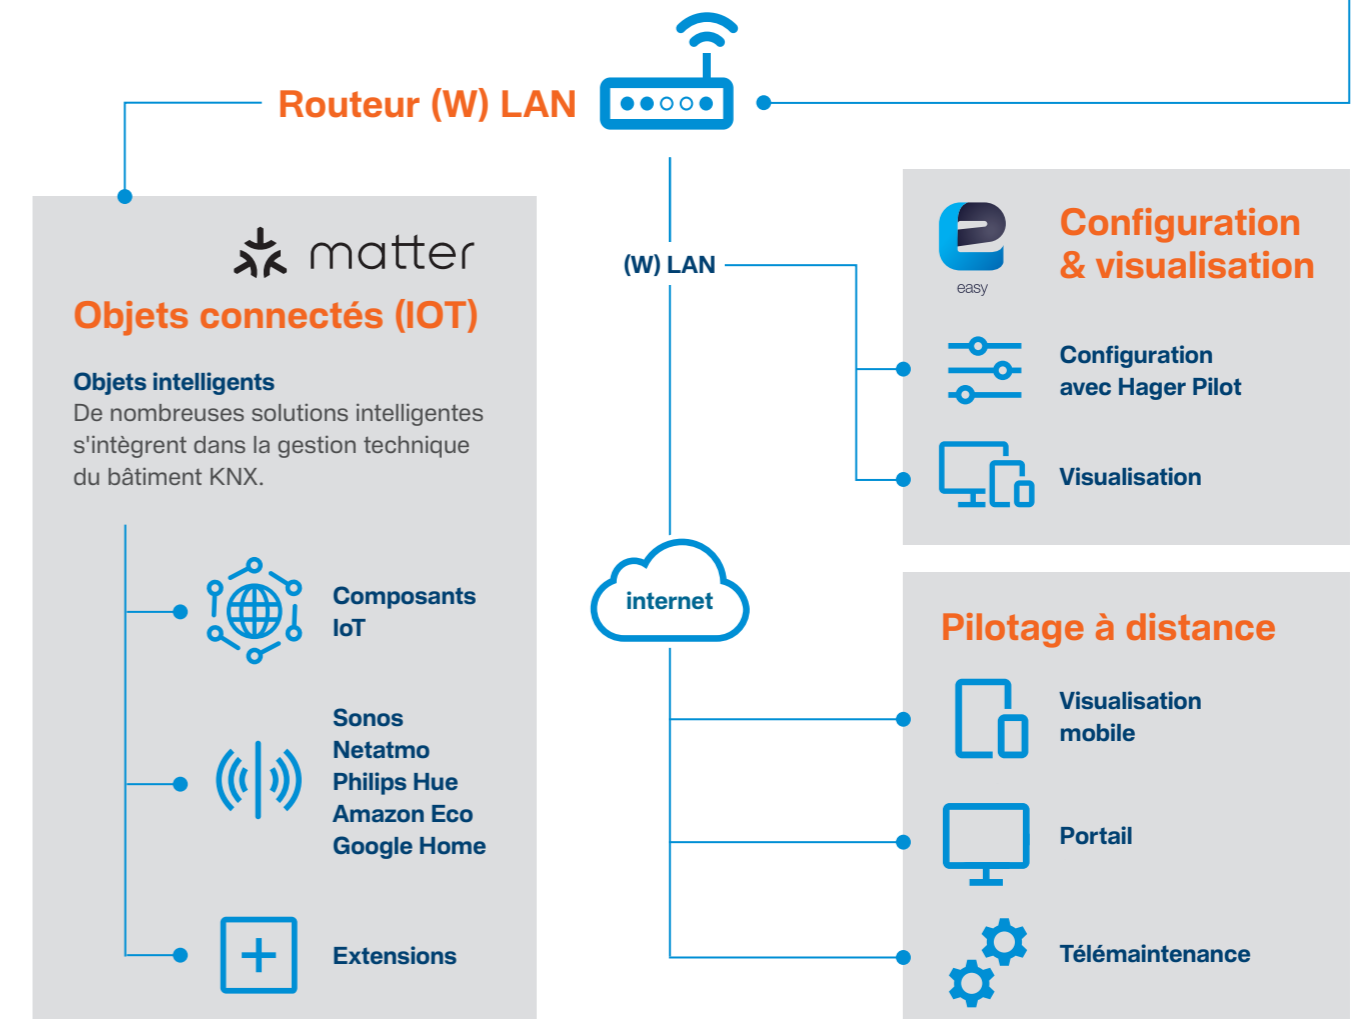 Routeur (W) LAN
matter
Objets connectés (IOT)
Objets intelligents
De nombreuses solutions intelligentes
s'intègrent dans la gestion technique
du bâtiment KNX.
Composants
IoT
Sonos
Netatmo
Philips Hue
Amazon Eco
Google Home
Extensions
(W) LAN
internet
easy
Configuration
& visualisation
Configuration
avec Hager Pilot
Visualisation
Pilotage à distance
Visualisation
mobile
Portail
Télémaintenance